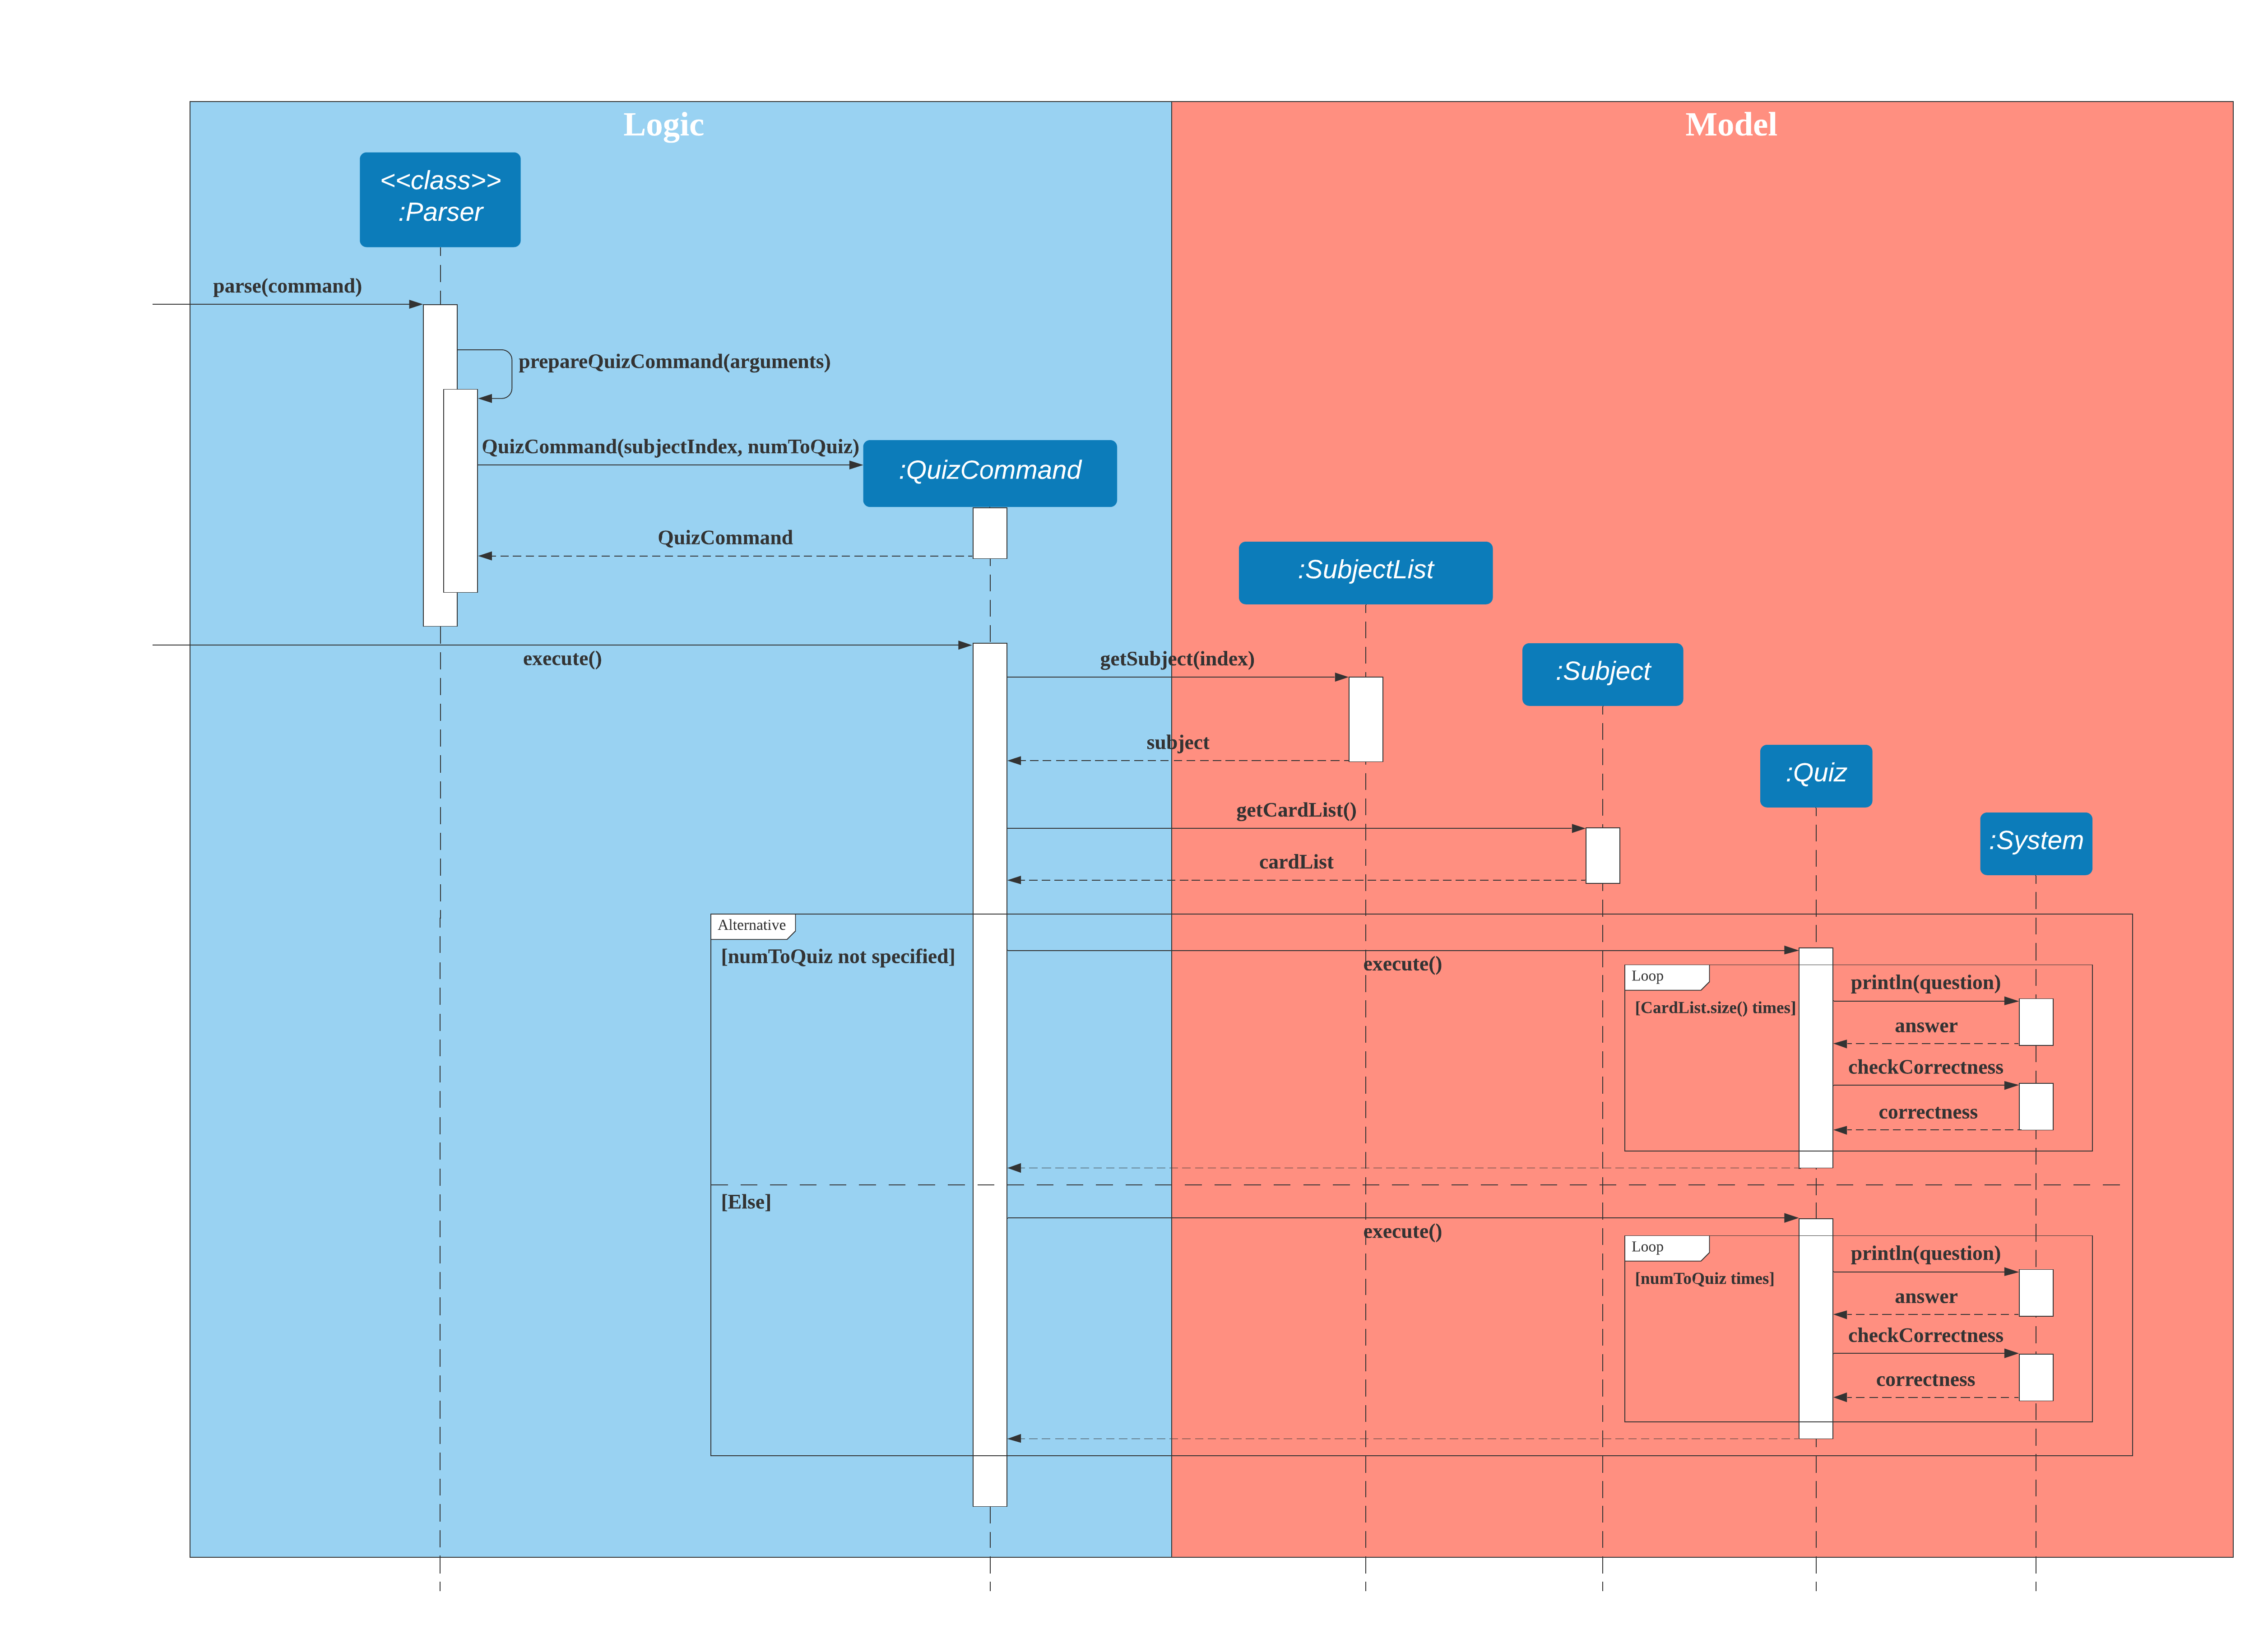 Logic
Model
<<class>>
:Parser
parse(command)
prepareQuizCommand(arguments)
QuizCommand(subjectIndex, numToQuiz)
:QuizCommand
QuizCommand
:SubjectList
execute()
getSubject(index)
:Subject
subject
:Quiz
getCardList()
:System
cardList
Alternative
[numToQuiz not specified]
execute()
Loop
println(question)
[CardList.size() times]
answer
checkCorrectness
correctness
[Else]
execute()
Loop
println(question)
[numToQuiz times]
answer
checkCorrectness
correctness